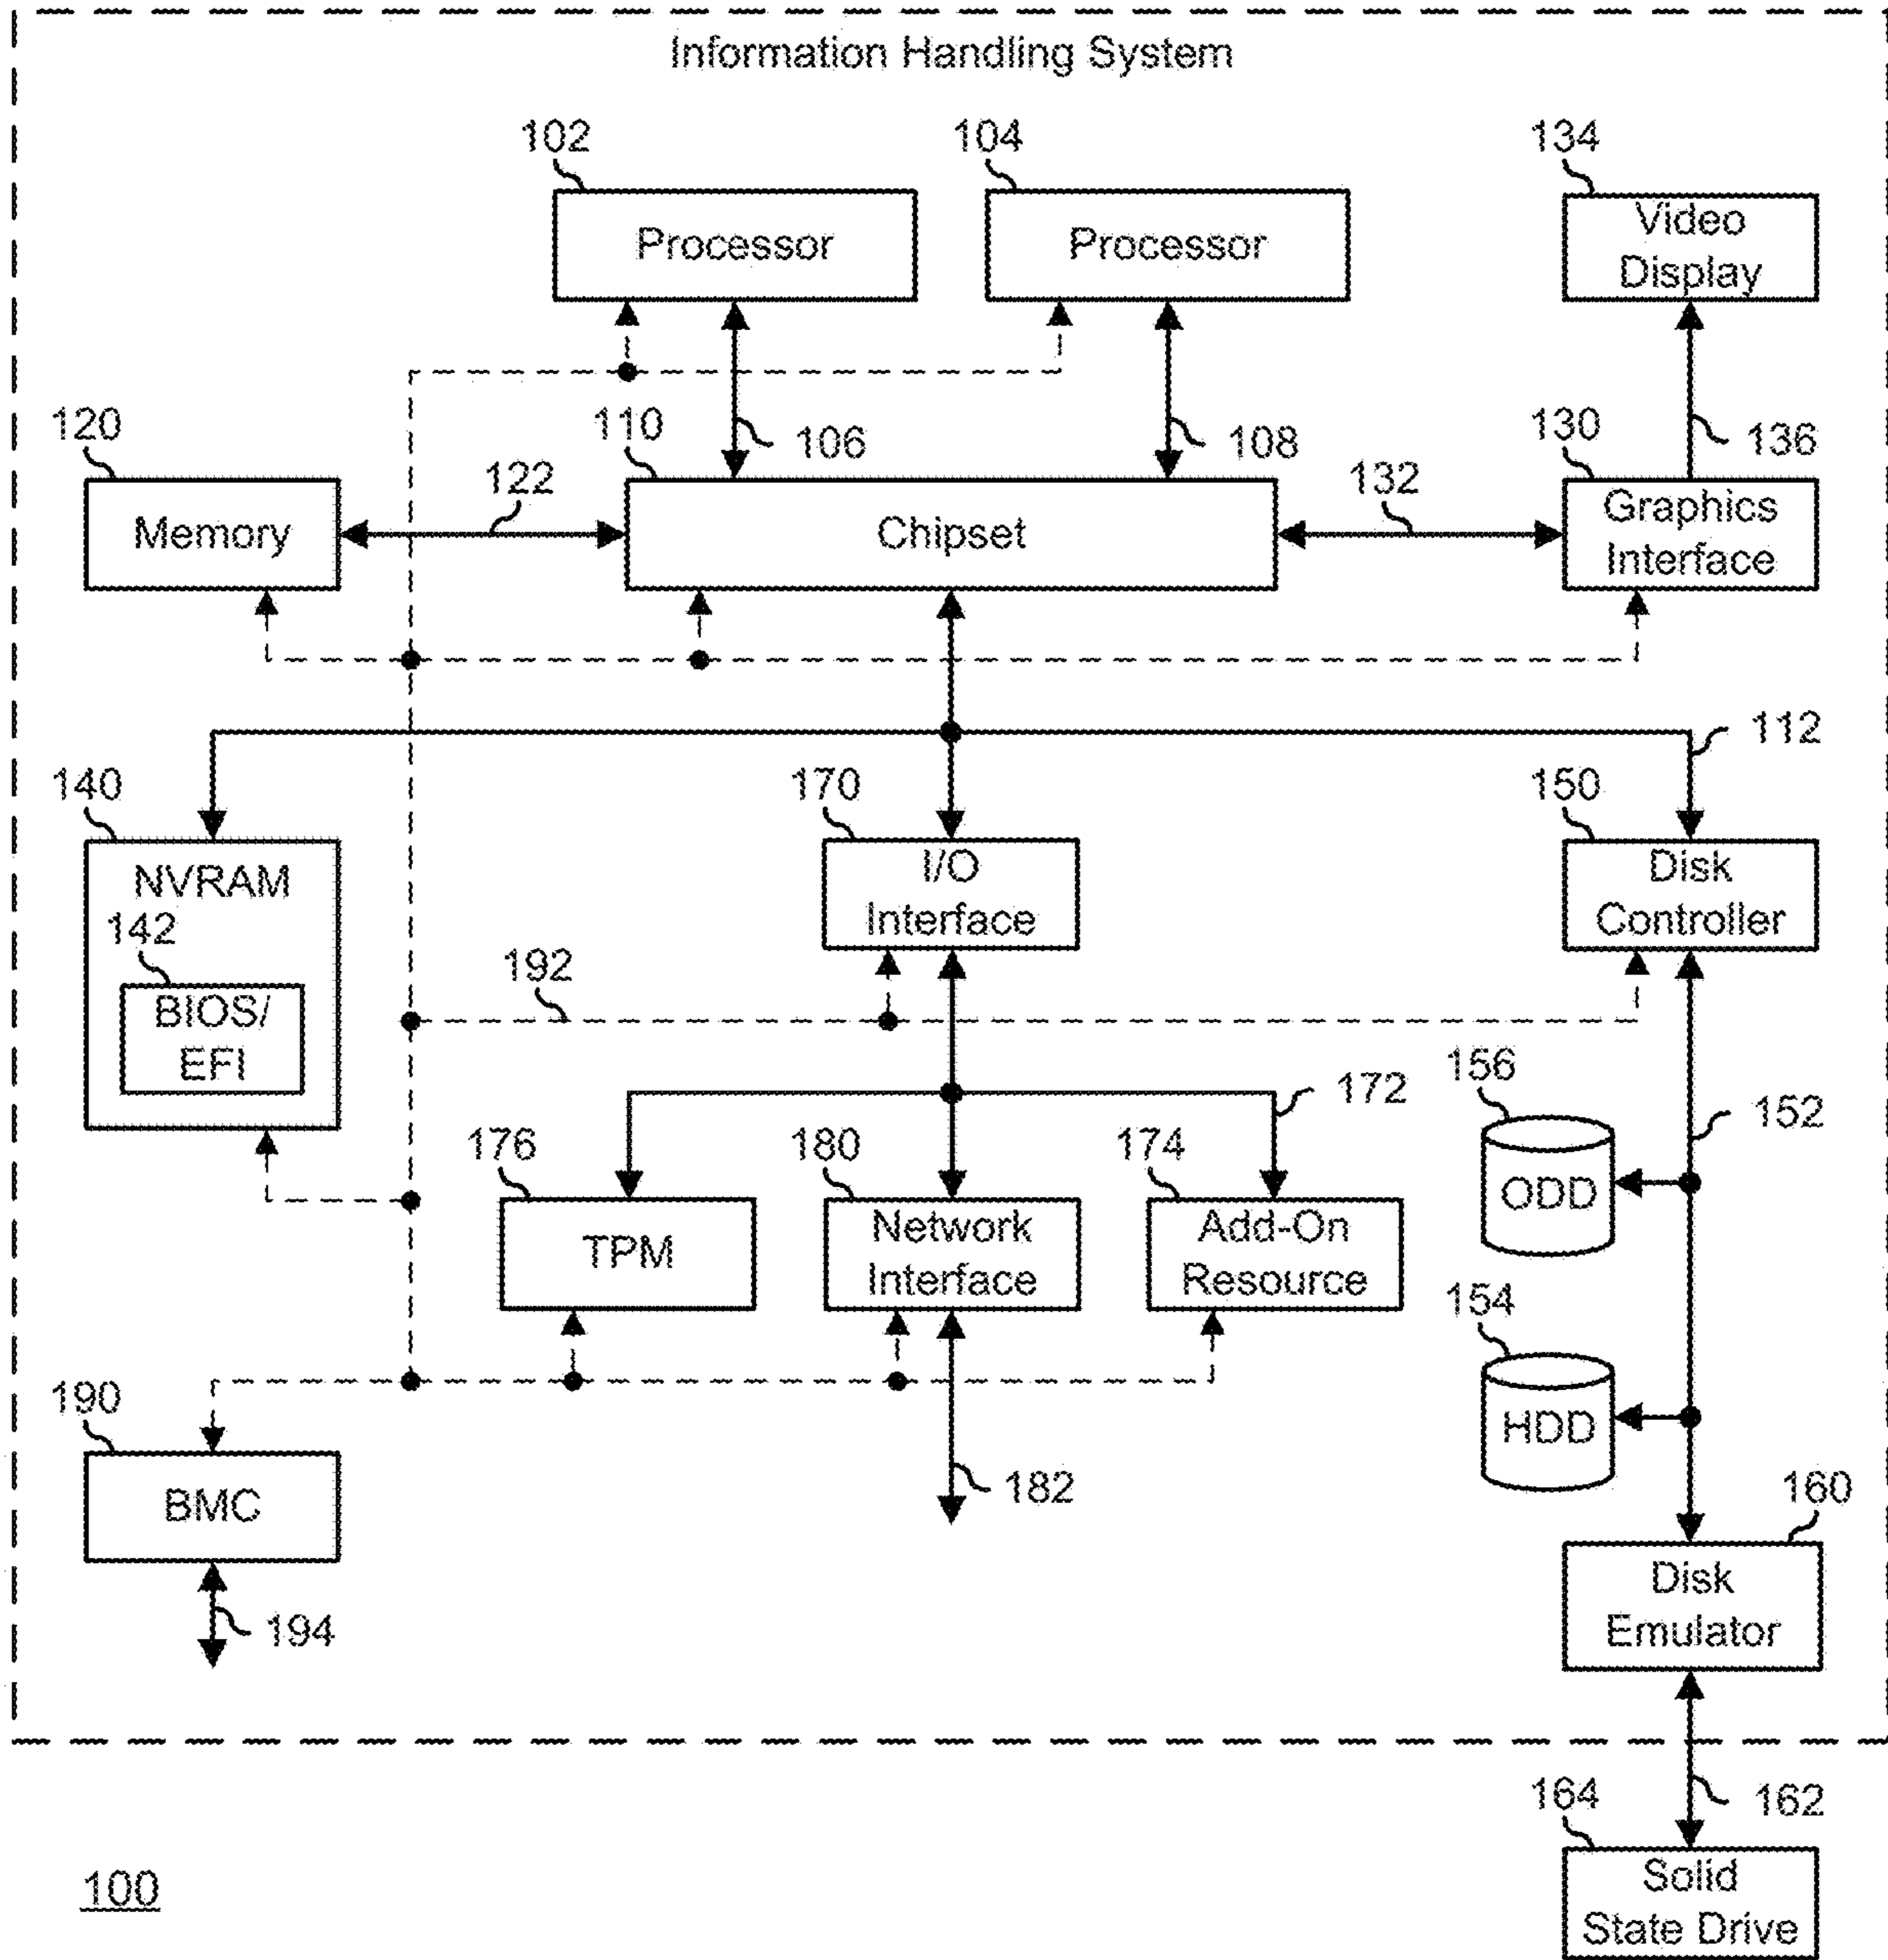 Information Handling System
102
104
134
Processor
Processor
Video
Display
120
110
106
108
130
136
122
132
Memory
Chipset
Graphics
Interface
112
140
170
150
NVRAM
I/O
Interface
Disk
Controller
142
BIOS/
EFI
192
156
172
152
176
180
174
ODD
TPM
Network
Interface
Add-On
Resource
154
HDD
190
182
160
BMC
Disk
Emulator
194
164
162
100
Solid
State Drive